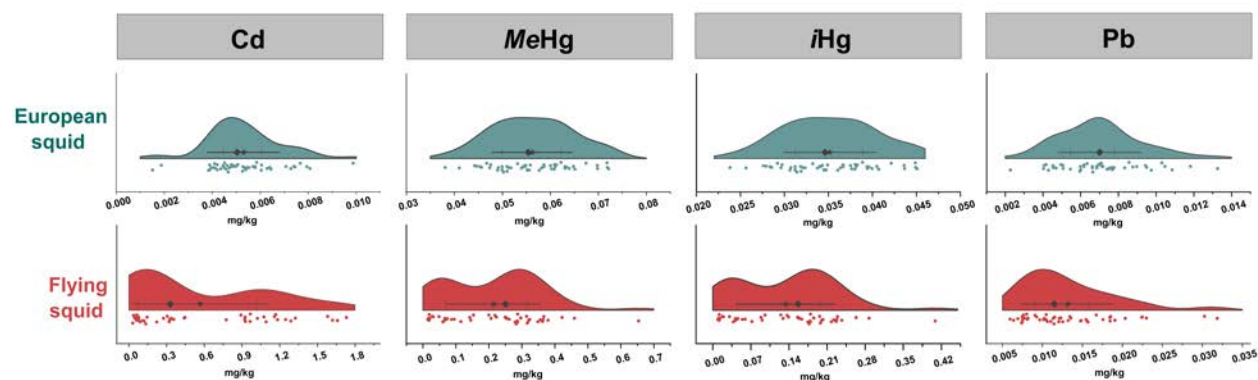 Cd MeHg iHg Pb
European
squid
0.000 0.002 0.004 0.006 0.008 0.010
mg/kg
0.03 0.04 0.05 0.06 0.07 0.08
mg/kg
0.020 0.025 0.030 0.035 0.040 0.045 0.050
mg/kg
0.002 0.004 0.006 0.008 0.010 0.012 0.014
mg/kg
Flying
squid
0.0 0.3 0.6 0.9 1.2 1.5 1.8
mg/kg
0.0 0.1 0.2 0.3 0.4 0.5 0.6 0.7
mg/kg
0.00 0.07 0.14 0.21 0.28 0.35 0.42
mg/kg
0.005 0.010 0.015 0.020 0.025 0.030 0.035
mg/kg